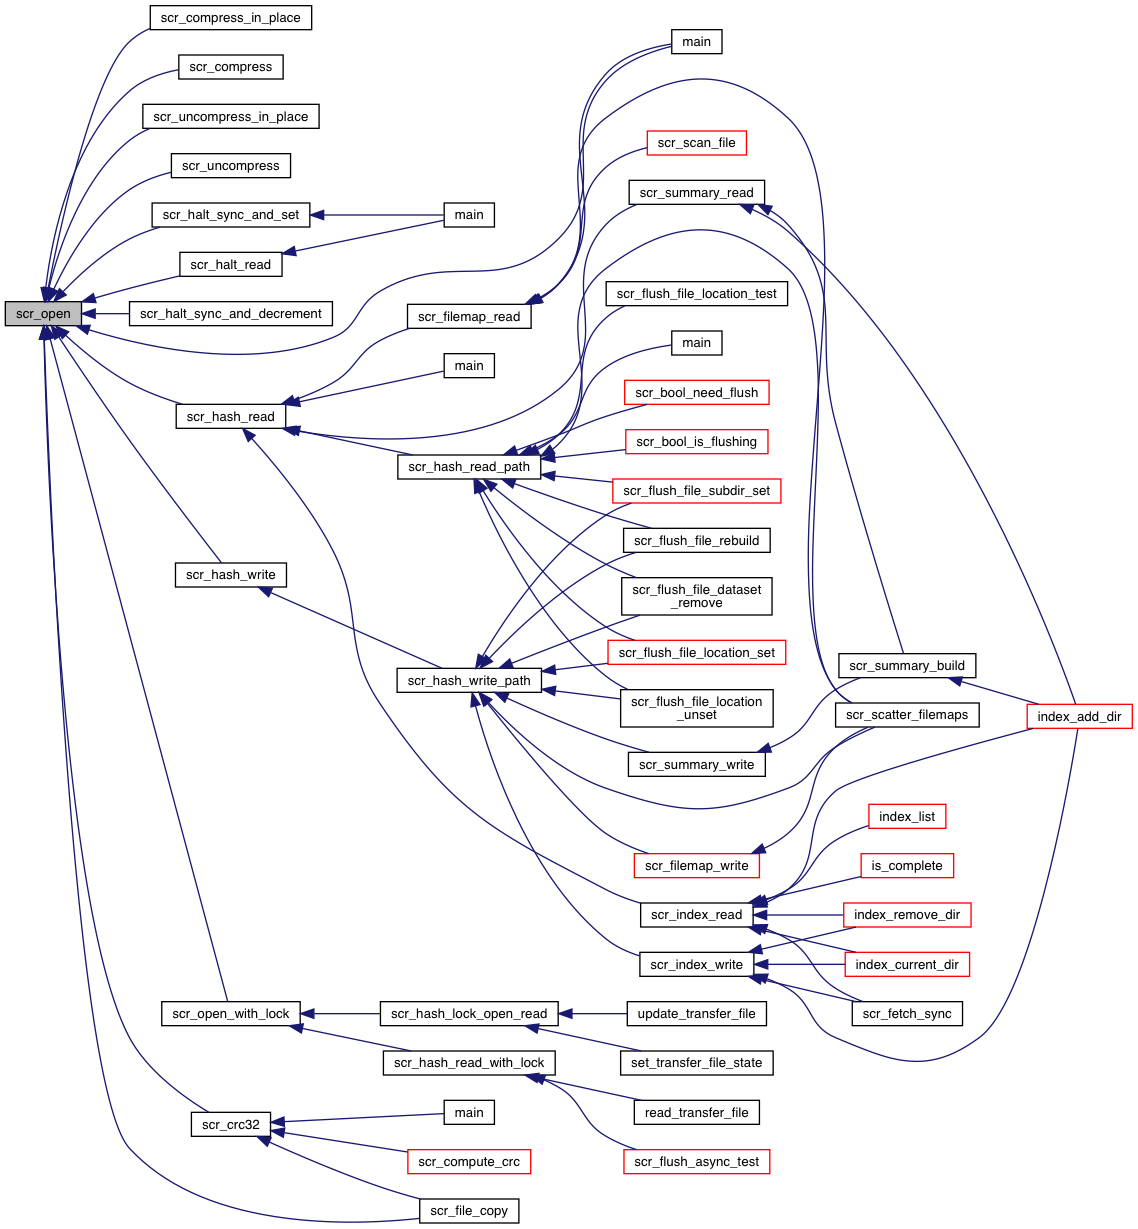 scr_compress_in_place
main
scr_compress
scr_uncompress_in_place
scr_scan_file
scr_uncompress
scr_summary_read
scr_halt_sync_and_set
main
scr_halt_read
scr_flush_file_location_test
scr_open
scr_halt_sync_and_decrement
scr_filemap_read
main
main
scr_bool_need_flush
scr_hash_read
scr_bool_is_flushing
scr_hash_read_path
scr_flush_file_subdir_set
scr_flush_file_rebuild
scr_hash_write
scr_flush_file_dataset
_remove
scr_flush_file_location_set
scr_summary_build
scr_hash_write_path
scr_flush_file_location
_unset
scr_scatter_filemaps
index_add_dir
scr_summary_write
index_list
scr_filemap_write
is_complete
scr_index_read
index_remove_dir
scr_index_write
index_current_dir
scr_open_with_lock
scr_hash_lock_open_read
update_transfer_file
scr_fetch_sync
scr_hash_read_with_lock
set_transfer_file_state
scr_crc32
main
read_transfer_file
scr_compute_crc
scr_flush_async_test
scr_file_copy